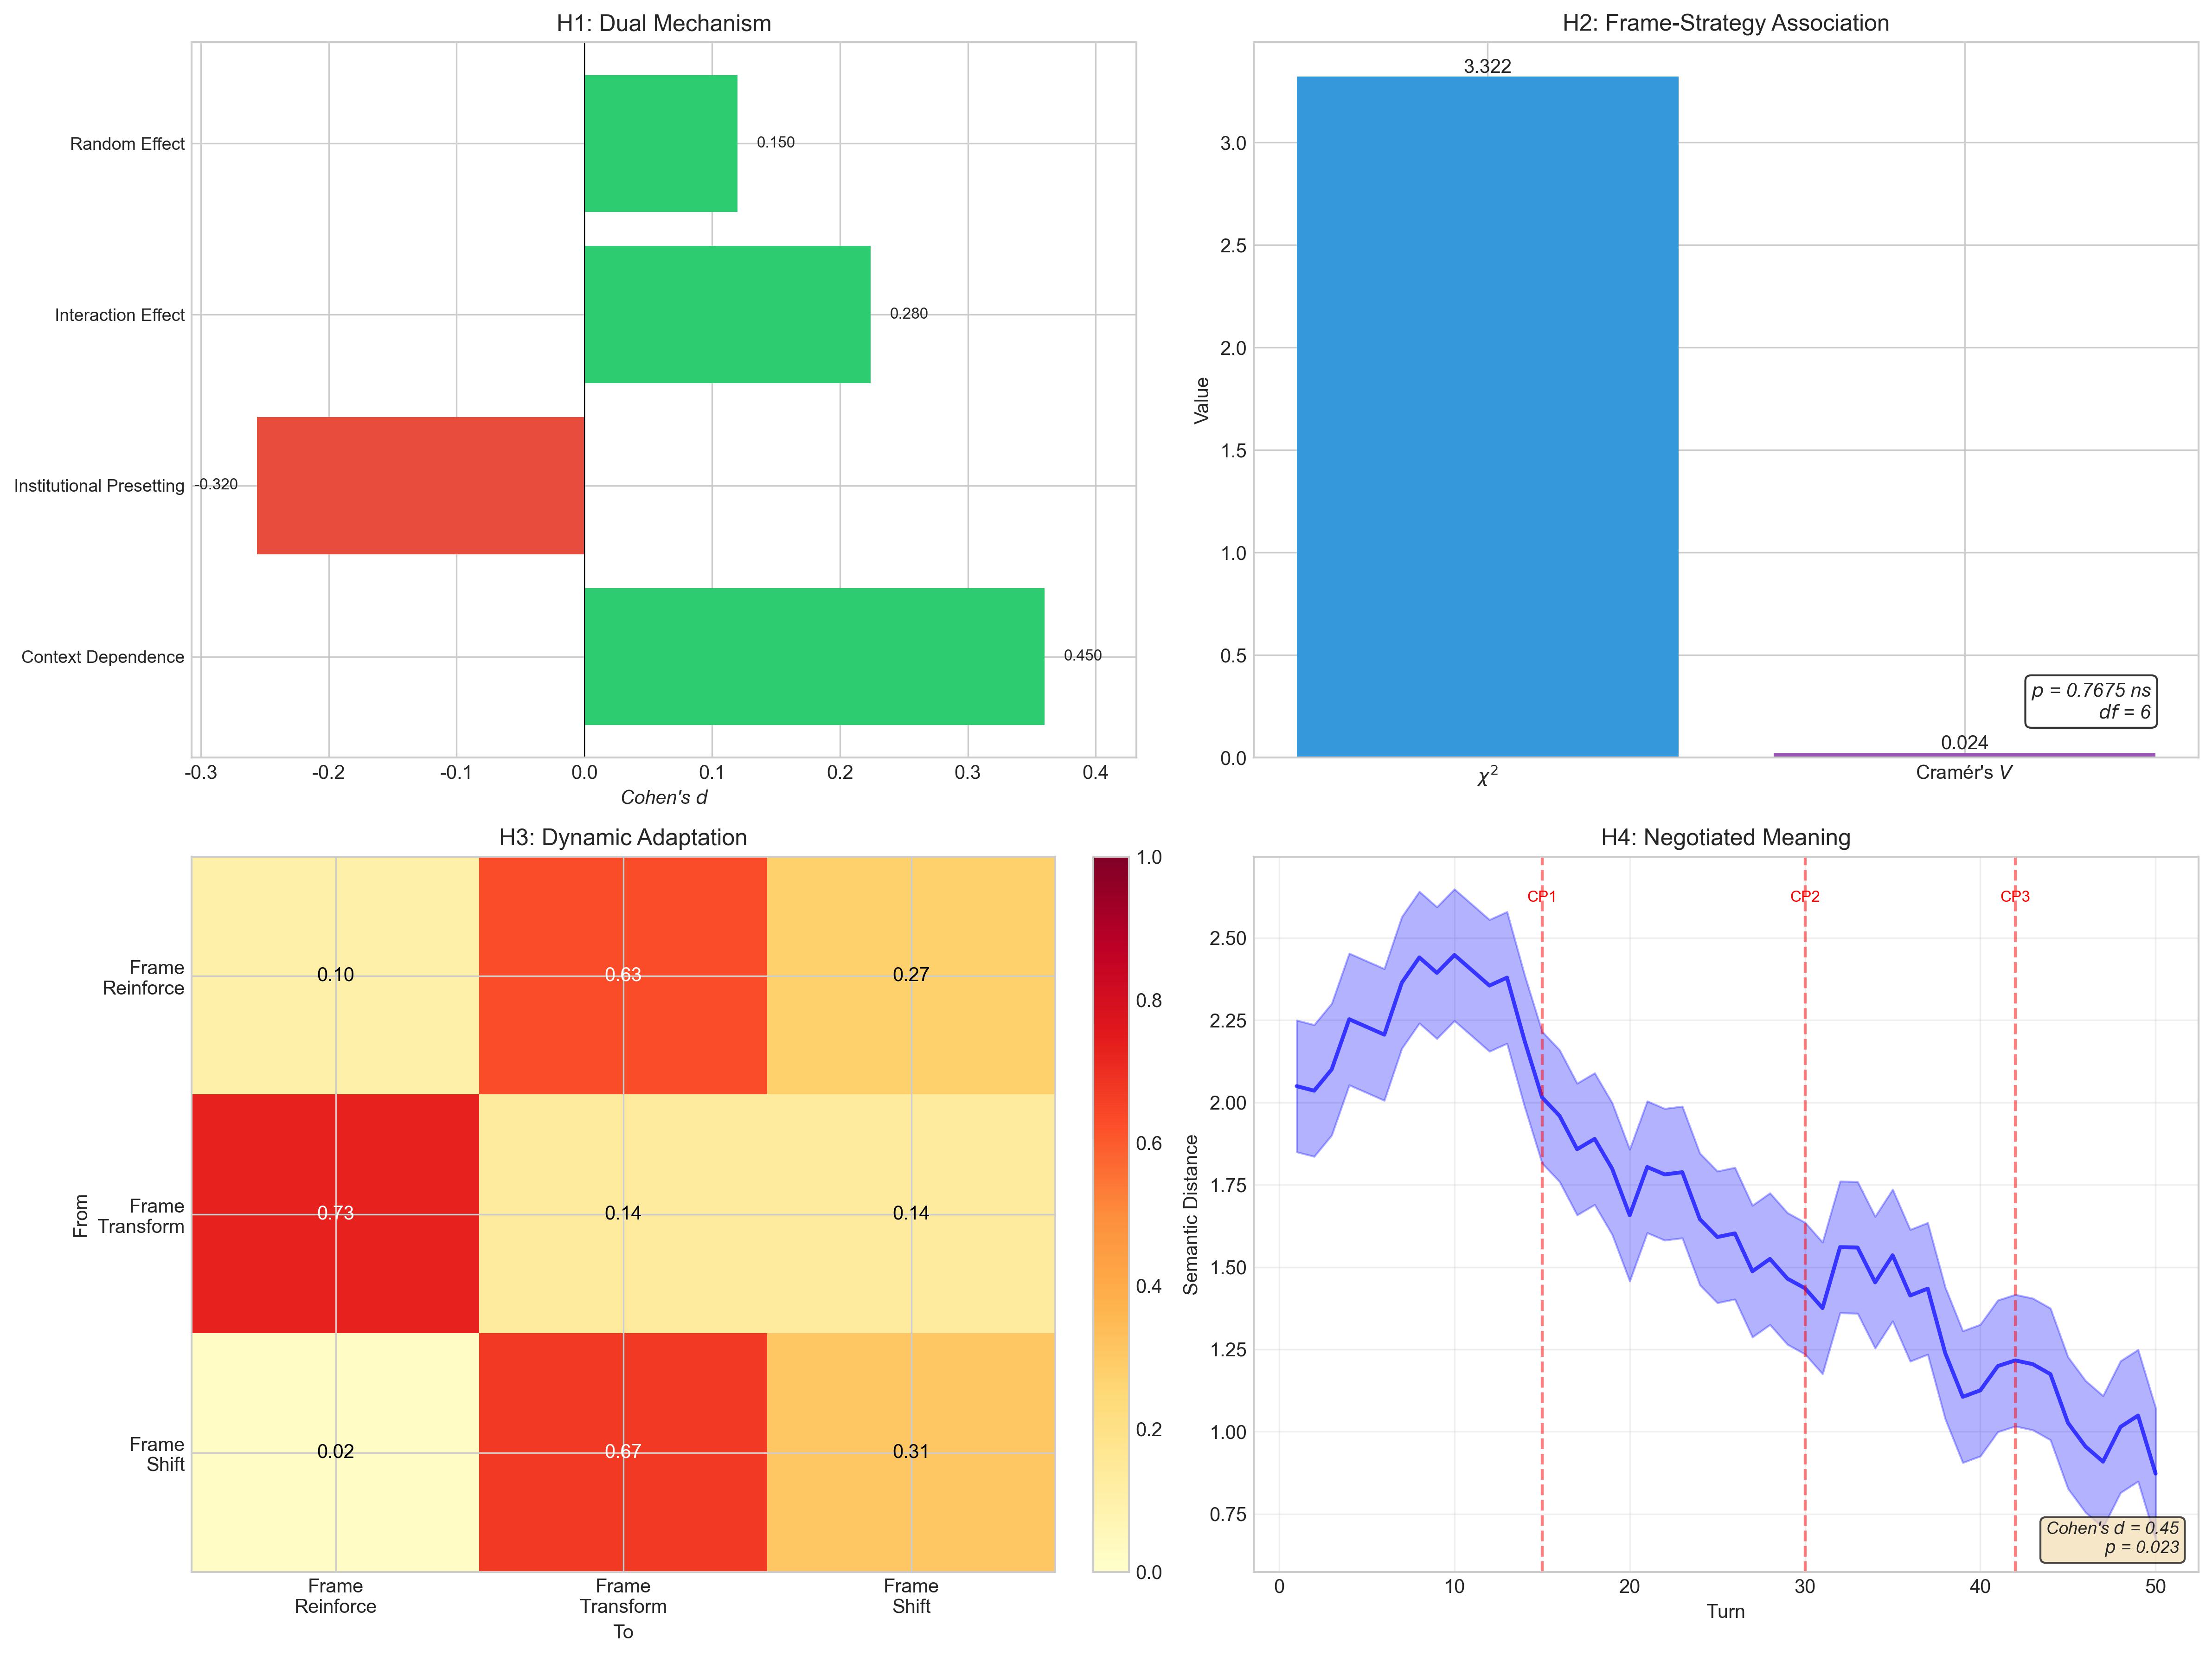 H1: Dual Mechanism
Random Effect
0.150
Interaction Effect
0.280
Institutional Presetting
-0.320
Context Dependence
0.450
-0.3 -0.2 -0.1 0.0 0.1 0.2 0.3 0.4
Cohen's d
H2: Frame-Strategy Association
3.322
3.0
2.5
2.0
1.5
1.0
0.5
0.0
Value
p = 0.7675 ns
df = 6
0.024
χ² Cramér's V
H3: Dynamic Adaptation
From
Frame
Reinforce
0.10 0.63 0.27
Frame
Transform
0.73 0.14 0.14
Frame
Shift
0.02 0.67 0.31
Frame
Reinforce
Frame
Transform
Frame
Shift
To
1.0
0.8
0.6
0.4
0.2
0.0
H4: Negotiated Meaning
CP1 CP2 CP3
2.50
2.25
2.00
1.75
1.50
1.25
1.00
0.75
Semantic Distance
Cohen's d = 0.45
p = 0.023
0 10 20 30 40 50
Turn